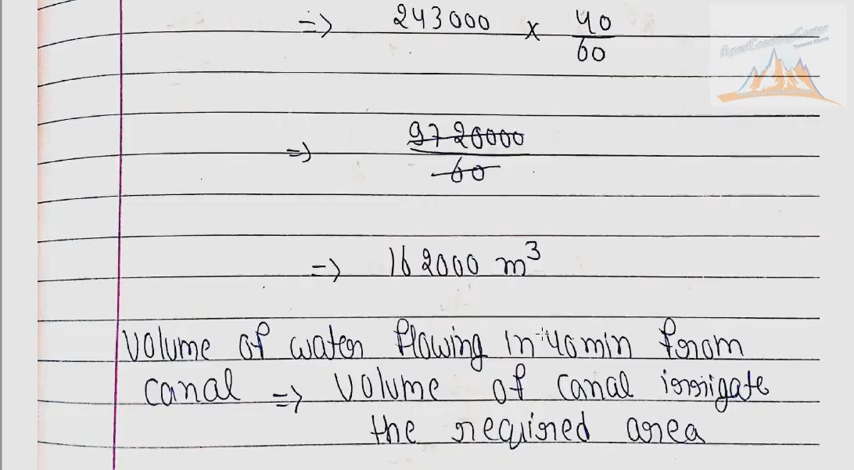 => 243000 x 40/60
=> 9720000/60
=> 162000 m³
Volume of water flowing in 40 min from
canal => Volume of canal irrigate
the required area